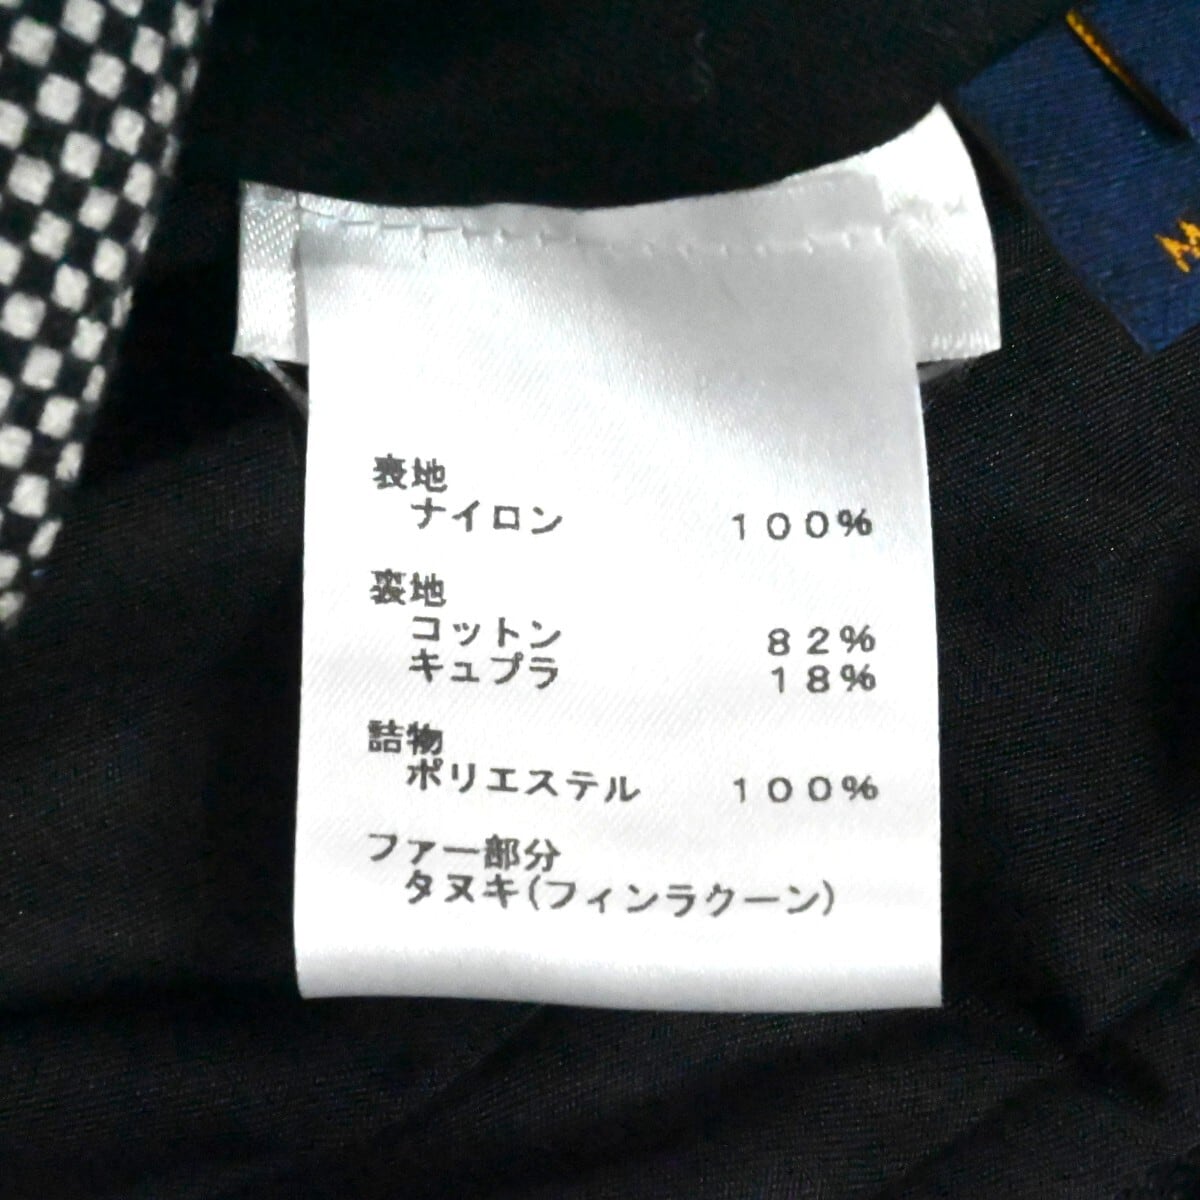 表地
ナイロン 100%
裏地
コットン 82%
キュプラ 18%
詰物
ポリエステル 100%
ファー部分
タヌキ(フィンラクーン)
M